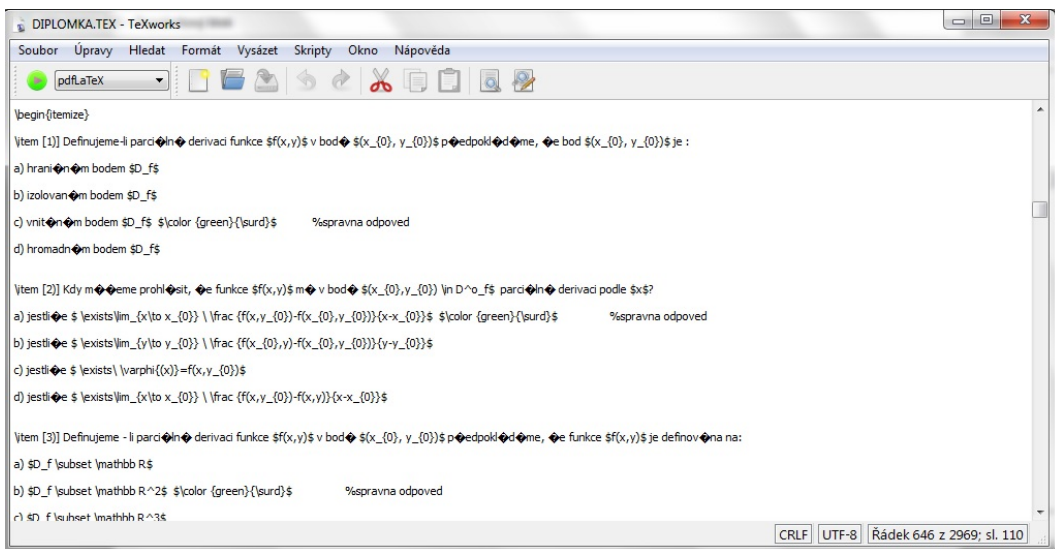 DIPLOMKA.TEX - TeXworks
Soubor Úpravy Hledat Formát Vysázet Skripty Okno Nápověda
pdfLaTeX
\begin{itemize}
\item [1)] Definujeme-li parci�ln� derivaci funkce $f(x,y)$ v bod� $(x_{0}, y_{0})$ p�edpokl�d�me, �e bod $(x_{0}, y_{0})$ je :
a) hrani�n�m bodem $D_f$
b) izolovan�m bodem $D_f$
c) vnit�n�m bodem $D_f$ $\color {green}{\surd}$ %spravna odpoved
d) hromadn�m bodem $D_f$
\item [2)] Kdy m��eme prohl�sit, �e funkce $f(x,y)$ m� v bod� $(x_{0},y_{0}) \in D^o_f$ parci�ln� derivaci podle $x$?
a) jestli�e $ \exists\lim_{x\to x_{0}} \ \frac {f(x,y_{0})-f(x_{0},y_{0})}{x-x_{0}}$ $\color {green}{\surd}$ %spravna odpoved
b) jestli�e $ \exists\lim_{y\to y_{0}} \ \frac {f(x_{0},y)-f(x_{0},y_{0})}{y-y_{0}}$
c) jestli�e $ \exists\ \varphi{(x)}=f(x,y_{0})$
d) jestli�e $ \exists\lim_{x\to x_{0}} \ \frac {f(x,y_{0})-f(x,y)}{x-x_{0}}$
\item [3)] Definujeme - li parci�ln� derivaci funkce $f(x,y)$ v bod� $(x_{0}, y_{0})$ p�edpokl�d�me, �e funkce $f(x,y)$ je definov�na na:
a) $D_f \subset \mathbb R$
b) $D_f \subset \mathbb R^2$ $\color {green}{\surd}$ %spravna odpoved
c) $D_f \subset \mathbb R^3$
CRLF UTF-8 Řádek 646 z 2969; sl. 110